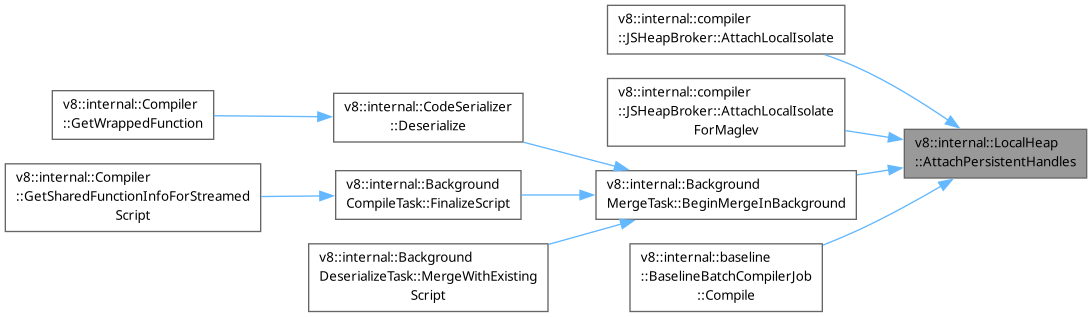 v8::internal::compiler
::JSHeapBroker::AttachLocalIsolate
v8::internal::compiler
::JSHeapBroker::AttachLocalIsolate
ForMaglev
v8::internal::Compiler
::GetWrappedFunction
v8::internal::CodeSerializer
::Deserialize
v8::internal::LocalHeap
::AttachPersistentHandles
v8::internal::Compiler
::GetSharedFunctionInfoForStreamed
Script
v8::internal::Background
CompileTask::FinalizeScript
v8::internal::Background
MergeTask::BeginMergeInBackground
v8::internal::Background
DeserializeTask::MergeWithExisting
Script
v8::internal::baseline
::BaselineBatchCompilerJob
::Compile